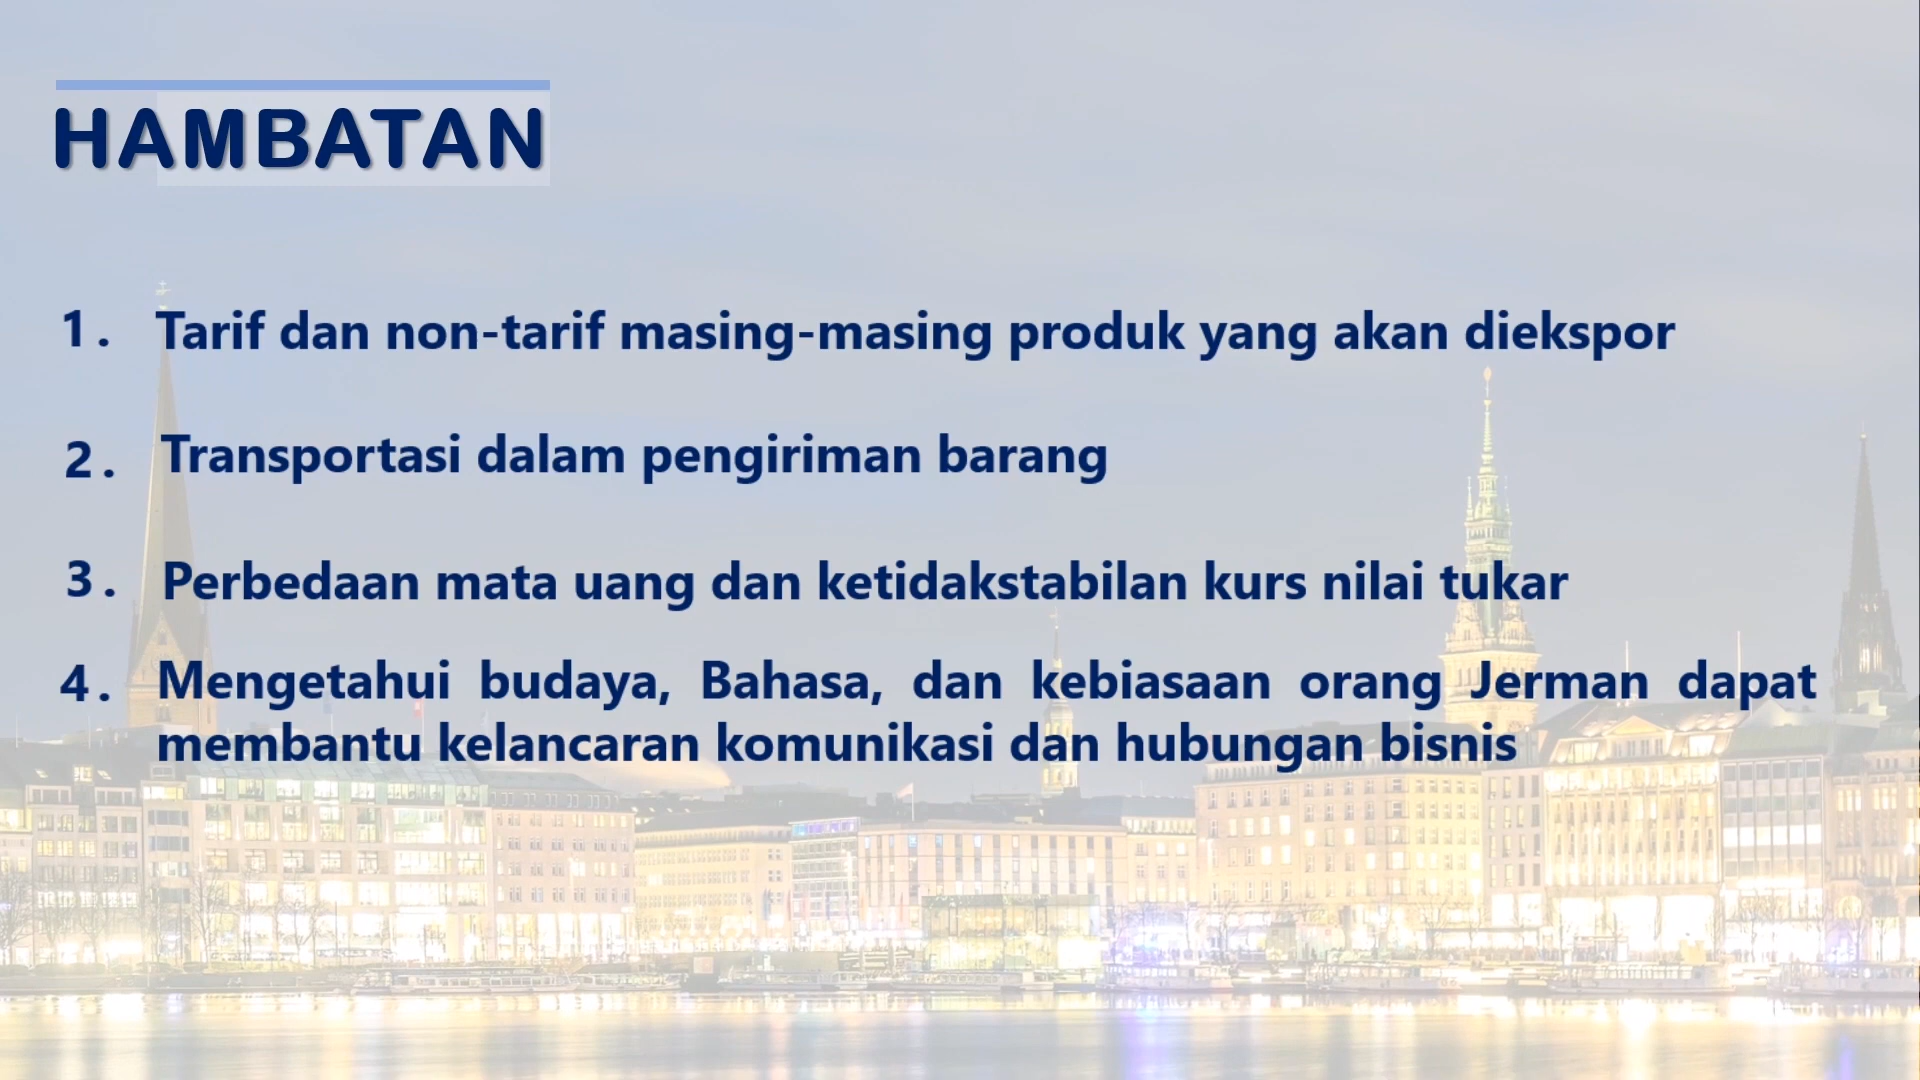 HAMBATAN
1. Tarif dan non-tarif masing-masing produk yang akan diekspor
2. Transportasi dalam pengiriman barang
3. Perbedaan mata uang dan ketidakstabilan kurs nilai tukar
4. Mengetahui budaya, Bahasa, dan kebiasaan orang Jerman dapat
membantu kelancaran komunikasi dan hubungan bisnis